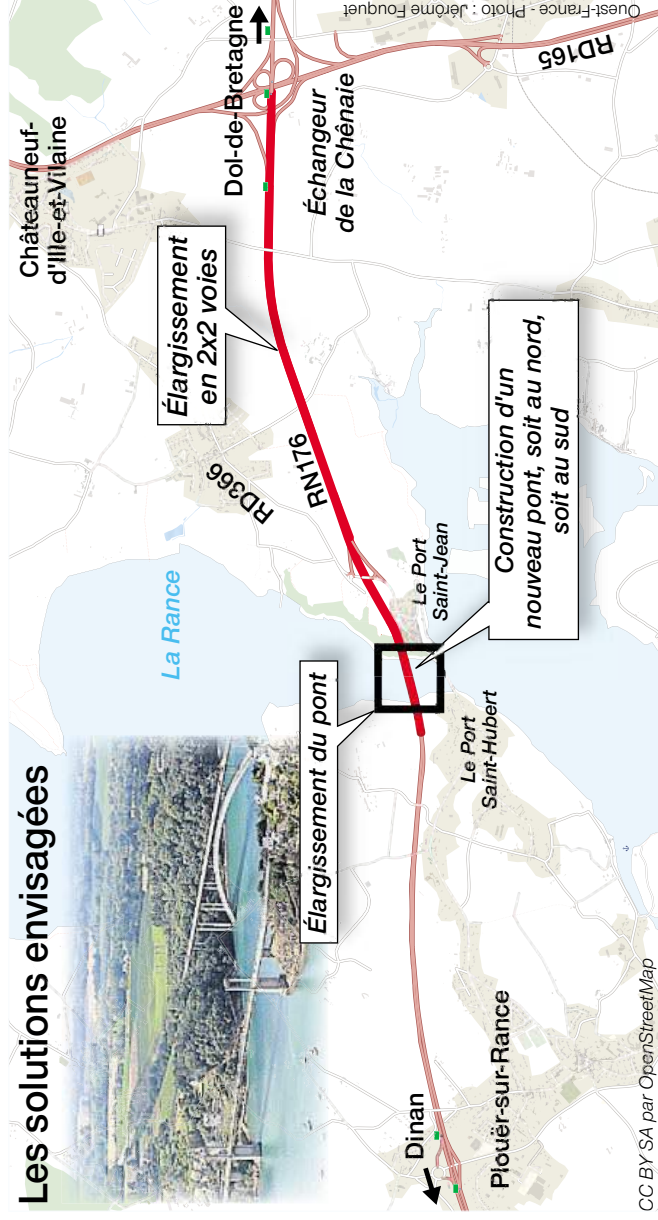 Les solutions envisagées
La Rance
Châteauneuf-
d'Ille-et-Vilaine
Élargissement
en 2x2 voies
Dol-de-Bretagne
Échangeur
de la Chênaie
RD366
RN176
RD165
Élargissement du pont
Le Port
Saint-Jean
Le Port
Saint-Hubert
Construction d'un
nouveau pont, soit au nord,
soit au sud
Dinan
Plouër-sur-Rance
CC BY SA par OpenStreetMap
Ouest-France - Photo : Jérôme Fouquet